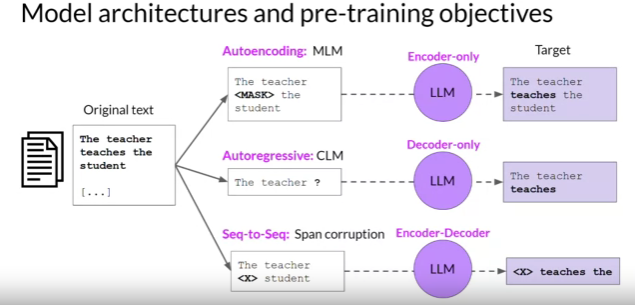 Model architectures and pre-training objectives
Original text
The teacher
teaches the
student
[...]
Autoencoding: MLM
The teacher
<MASK> the
student
Encoder-only
LLM
Target
The teacher
teaches the
student
Autoregressive: CLM
The teacher ?
Decoder-only
LLM
The teacher
teaches
Seq-to-Seq: Span corruption
The teacher
<X> student
Encoder-Decoder
LLM
<X> teaches the